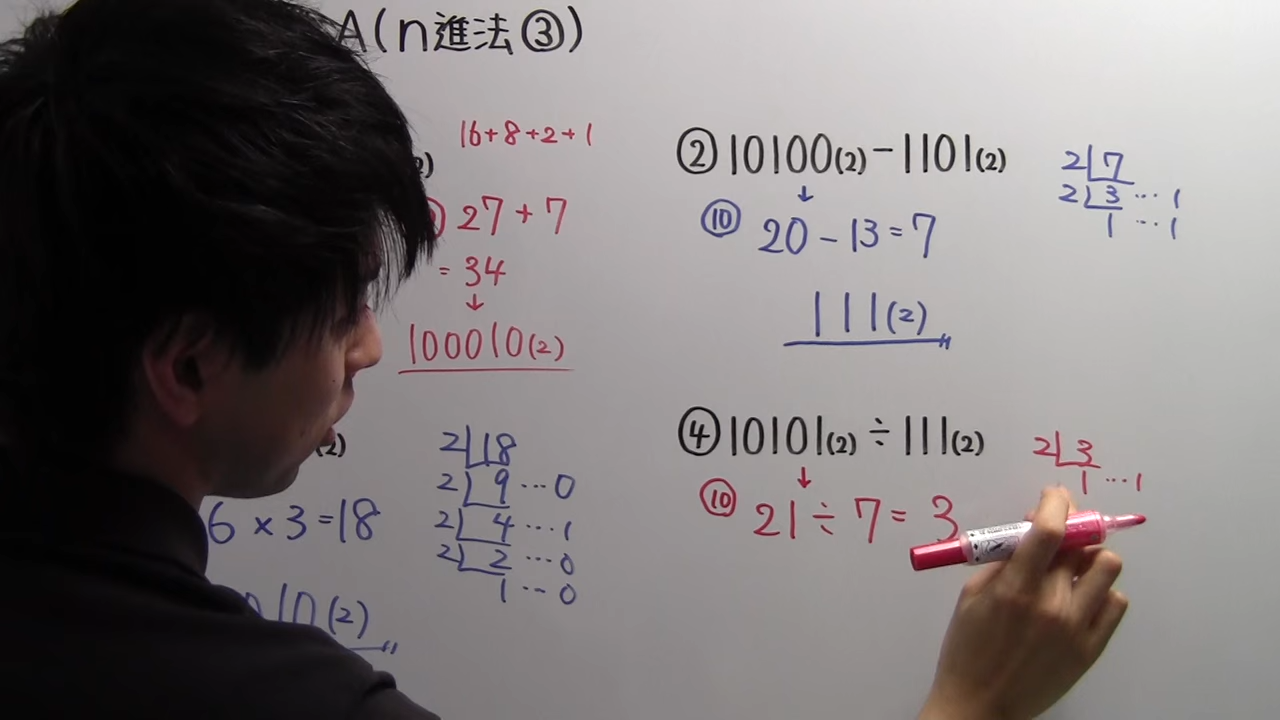 A(n進法③)
16+8+2+1
27+7
=34
↓
100010(2)
②10100(2)-1101(2)
↓
⑩ 20-13=7
111(2)
2 7
2 3 … 1
1 … 1
6×3=18
10(2)
2 18
2 9 … 0
2 4 … 1
2 2 … 0
1 … 0
④10101(2)÷111(2)
↓
⑩ 21÷7=3
2 3
1 … 1